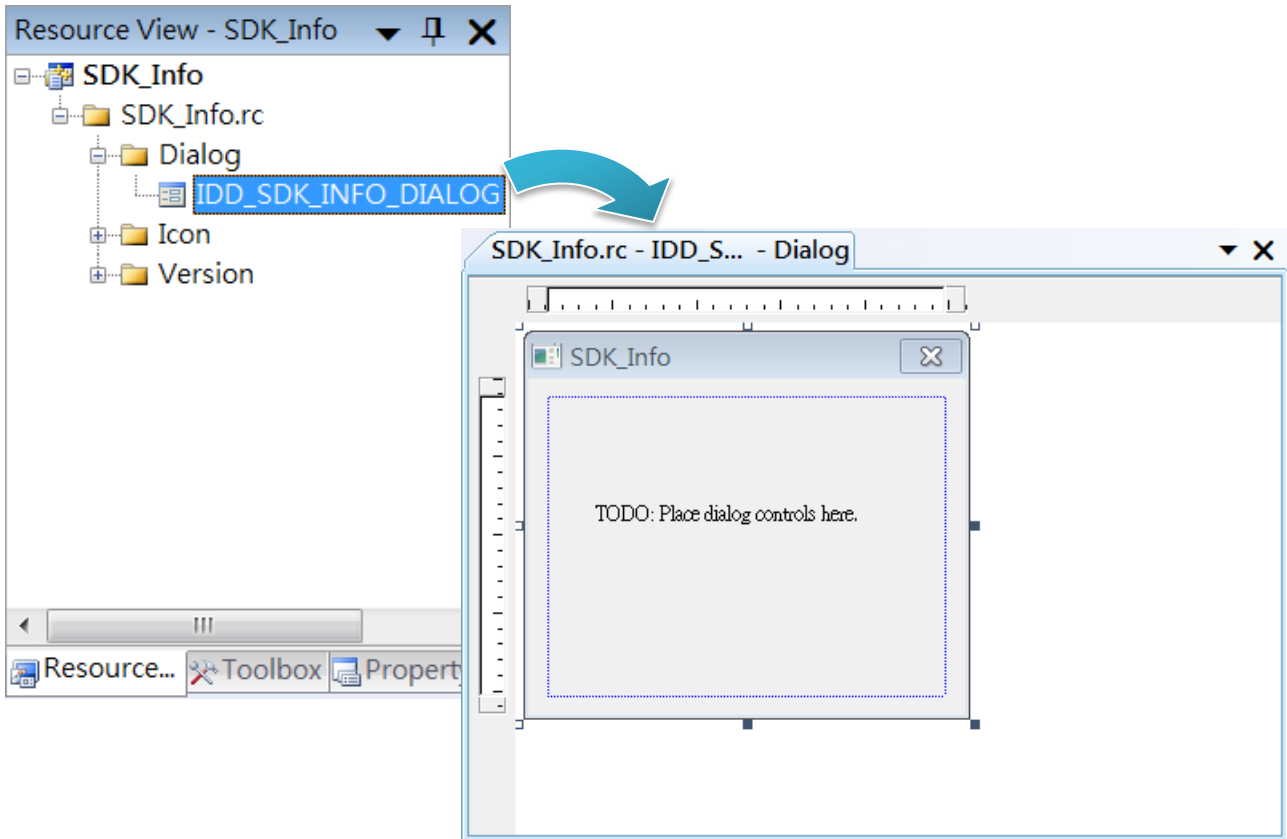 Resource View - SDK_Info
SDK_Info
SDK_Info.rc
Dialog
IDD_SDK_INFO_DIALOG
Icon
Version
Resource... Toolbox Property
SDK_Info.rc - IDD_S... - Dialog
SDK_Info
TODO: Place dialog controls here.